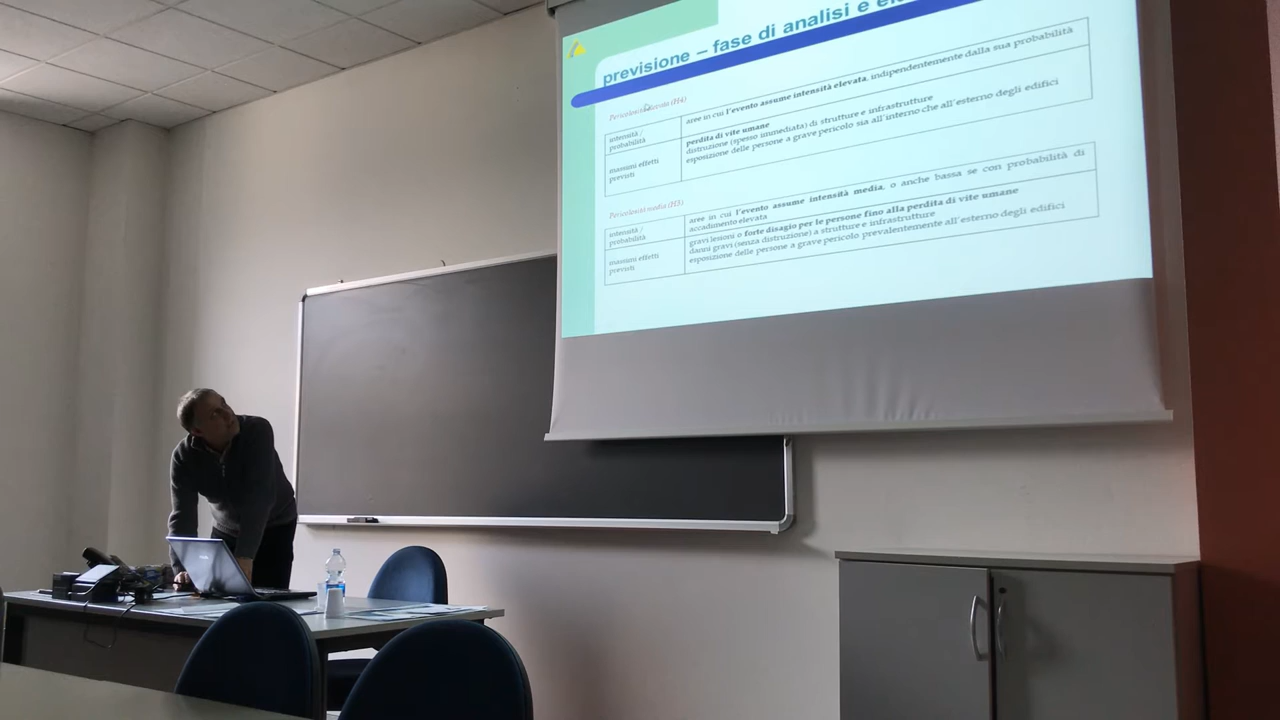 previsione – fase di analisi e
Pericolosità elevata (H4)
intensità / probabilità
aree in cui l'evento assume intensità elevata, indipendentemente dalla sua probabilità
massimi effetti previsti
perdita di vite umane
distruzione (spesso immediata) di strutture e infrastrutture
esposizione delle persone a grave pericolo sia all'interno che all'esterno degli edifici
Pericolosità media (H3)
intensità / probabilità
aree in cui l'evento assume intensità media, o anche bassa se con probabilità di
accadimento elevata
massimi effetti previsti
gravi lesioni o forte disagio per le persone fino alla perdita di vite umane
danni gravi (senza distruzione) a strutture e infrastrutture
esposizione delle persone a grave pericolo prevalentemente all'esterno degli edifici